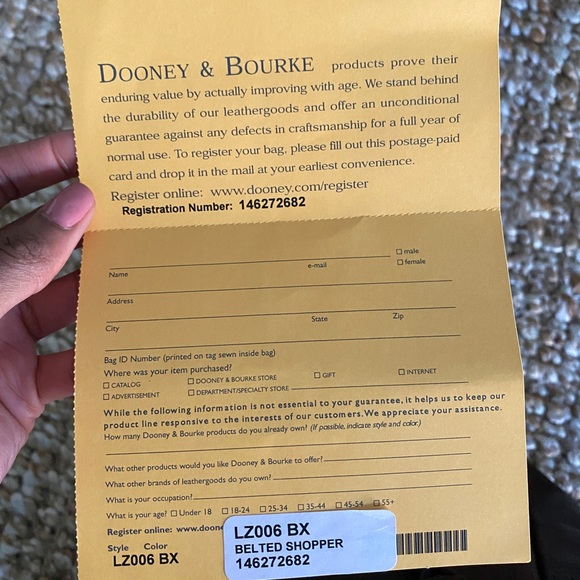 DOONEY & BOURKE products prove their
enduring value by actually improving with age. We stand behind
the durability of our leathergoods and offer an unconditional
guarantee against any defects in craftsmanship for a full year of
normal use. To register your bag, please fill out this postage-paid
card and drop it in the mail at your earliest convenience.
Register online: www.dooney.com/register
Registration Number: 146272682
☐ male
Name e-mail ☐ female
Address
City State Zip
Bag ID Number (printed on tag sewn inside bag)
Where was your item purchased?
☐ CATALOG ☐ DOONEY & BOURKE STORE ☐ GIFT ☐ INTERNET
☐ ADVERTISEMENT ☐ DEPARTMENT/SPECIALTY STORE
While the following information is not essential to your guarantee, it helps us to keep our
product line responsive to the interests of our customers. We appreciate your assistance.
How many Dooney & Bourke products do you already own? (If possible, indicate style and color.)
What other products would you like Dooney & Bourke to offer?
What other brands of leathergoods do you own?
What is your occupation?
What is your age? ☐ Under 18 ☐ 18-24 ☐ 25-34 ☐ 35-44 ☐ 45-54 ☐ 55+
Register online: www.doon
Style Color
LZ006 BX
LZ006 BX
BELTED SHOPPER
146272682